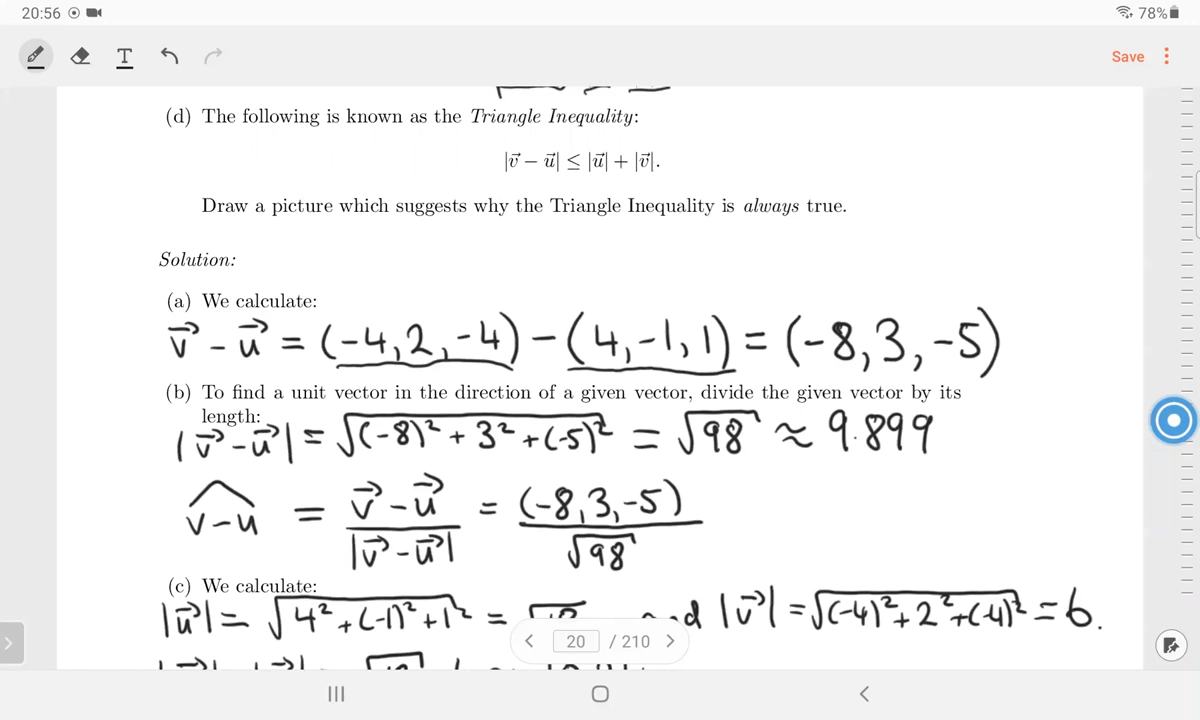 20:56 78%
T Save
(d) The following is known as the Triangle Inequality:
|v⃗ − u⃗| ≤ |u⃗| + |v⃗|.
Draw a picture which suggests why the Triangle Inequality is always true.
Solution:
(a) We calculate:
v⃗ - u⃗ = (-4,2,-4) - (4,-1,1) = (-8,3,-5)
(b) To find a unit vector in the direction of a given vector, divide the given vector by its
length:
|v⃗ - u⃗| = √(-8)² + 3² + (-5)² = √98 ≈ 9.899
v-u = v⃗ - u⃗ / |v⃗ - u⃗| = (-8,3,-5) / √98
(c) We calculate:
|u⃗| = √4² + (-1)² + 1² = |v⃗| = √(-4)² + 2² + (-4)² = 6.
20 / 210